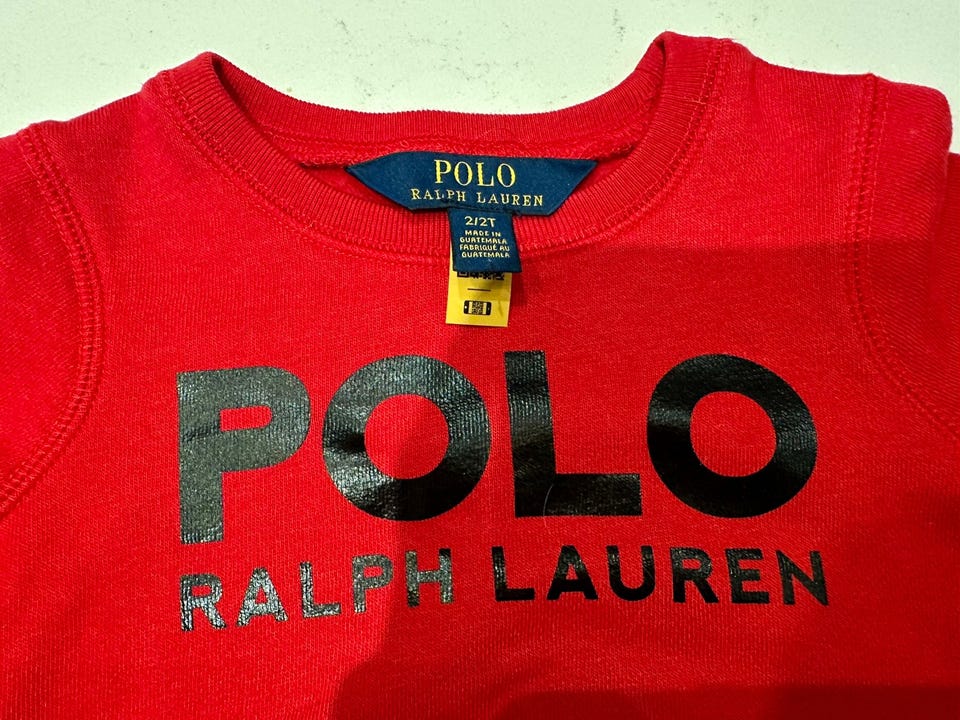 POLO
RALPH LAUREN
2/2T
MADE IN
GUATEMALA
FABRIQUÉ AU
GUATEMALA
POLO
RALPH LAUREN